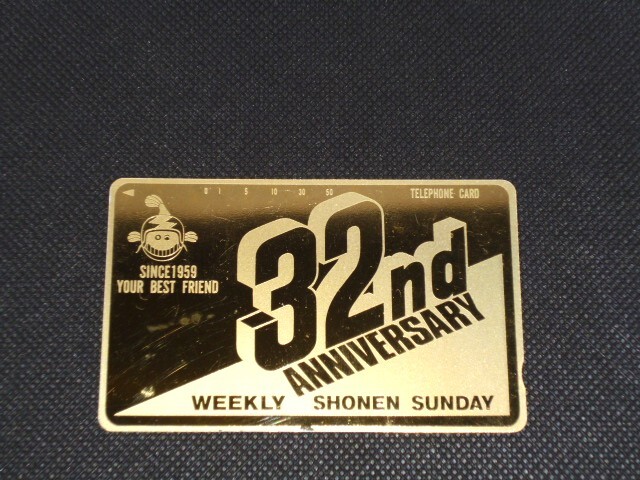 0 1 5 10 30 50 TELEPHONE CARD
SINCE1959
YOUR BEST FRIEND
32nd
ANNIVERSARY
WEEKLY SHONEN SUNDAY